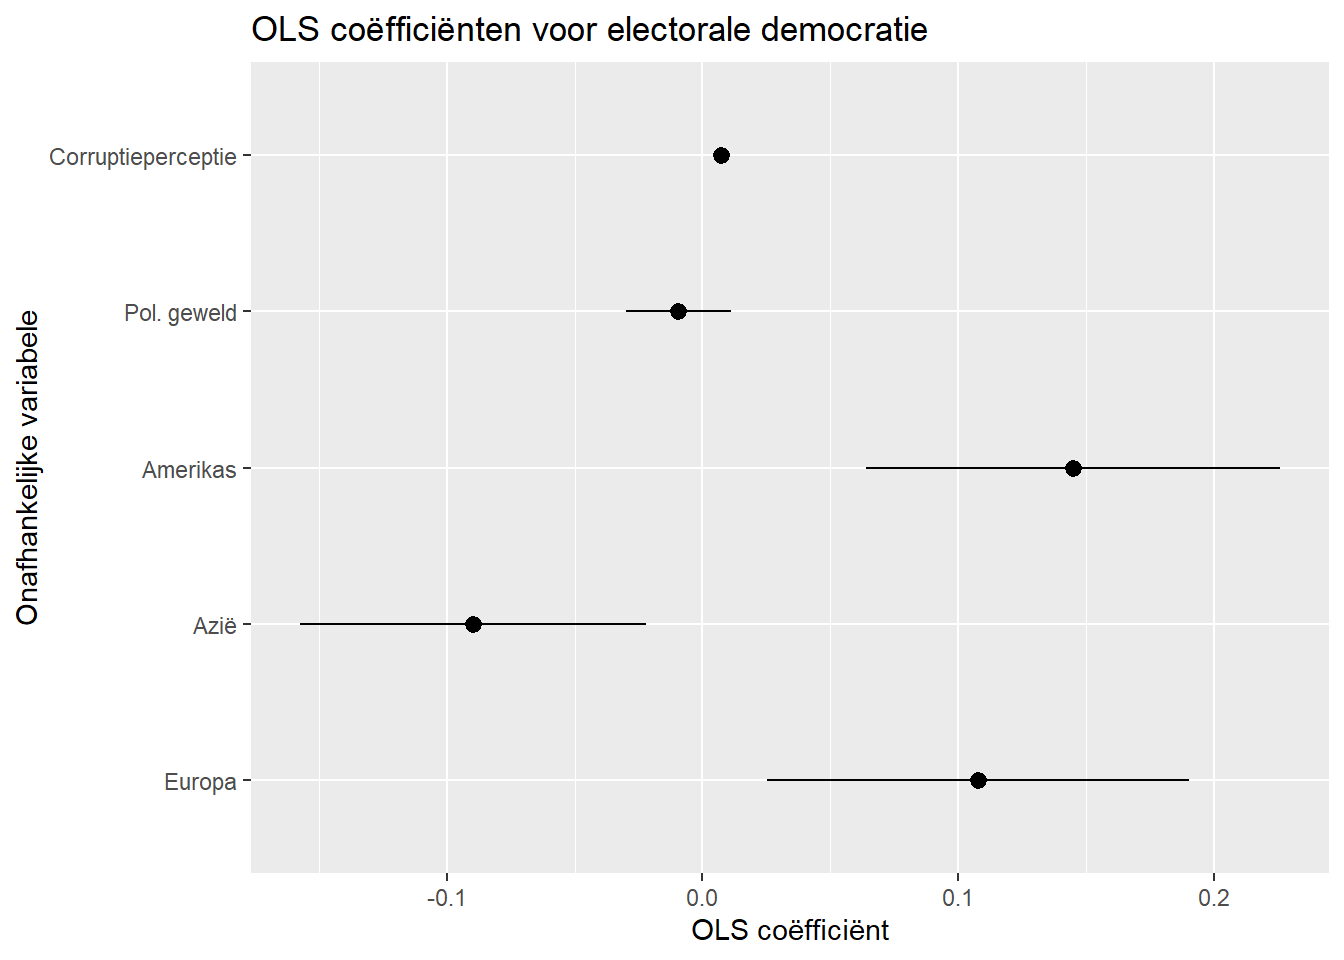 OLS coëfficiënten voor electorale democratie
Onafhankelijke variabele
Corruptieperceptie
Pol. geweld
Amerikas
Azië
Europa
-0.1 0.0 0.1 0.2
OLS coëfficiënt